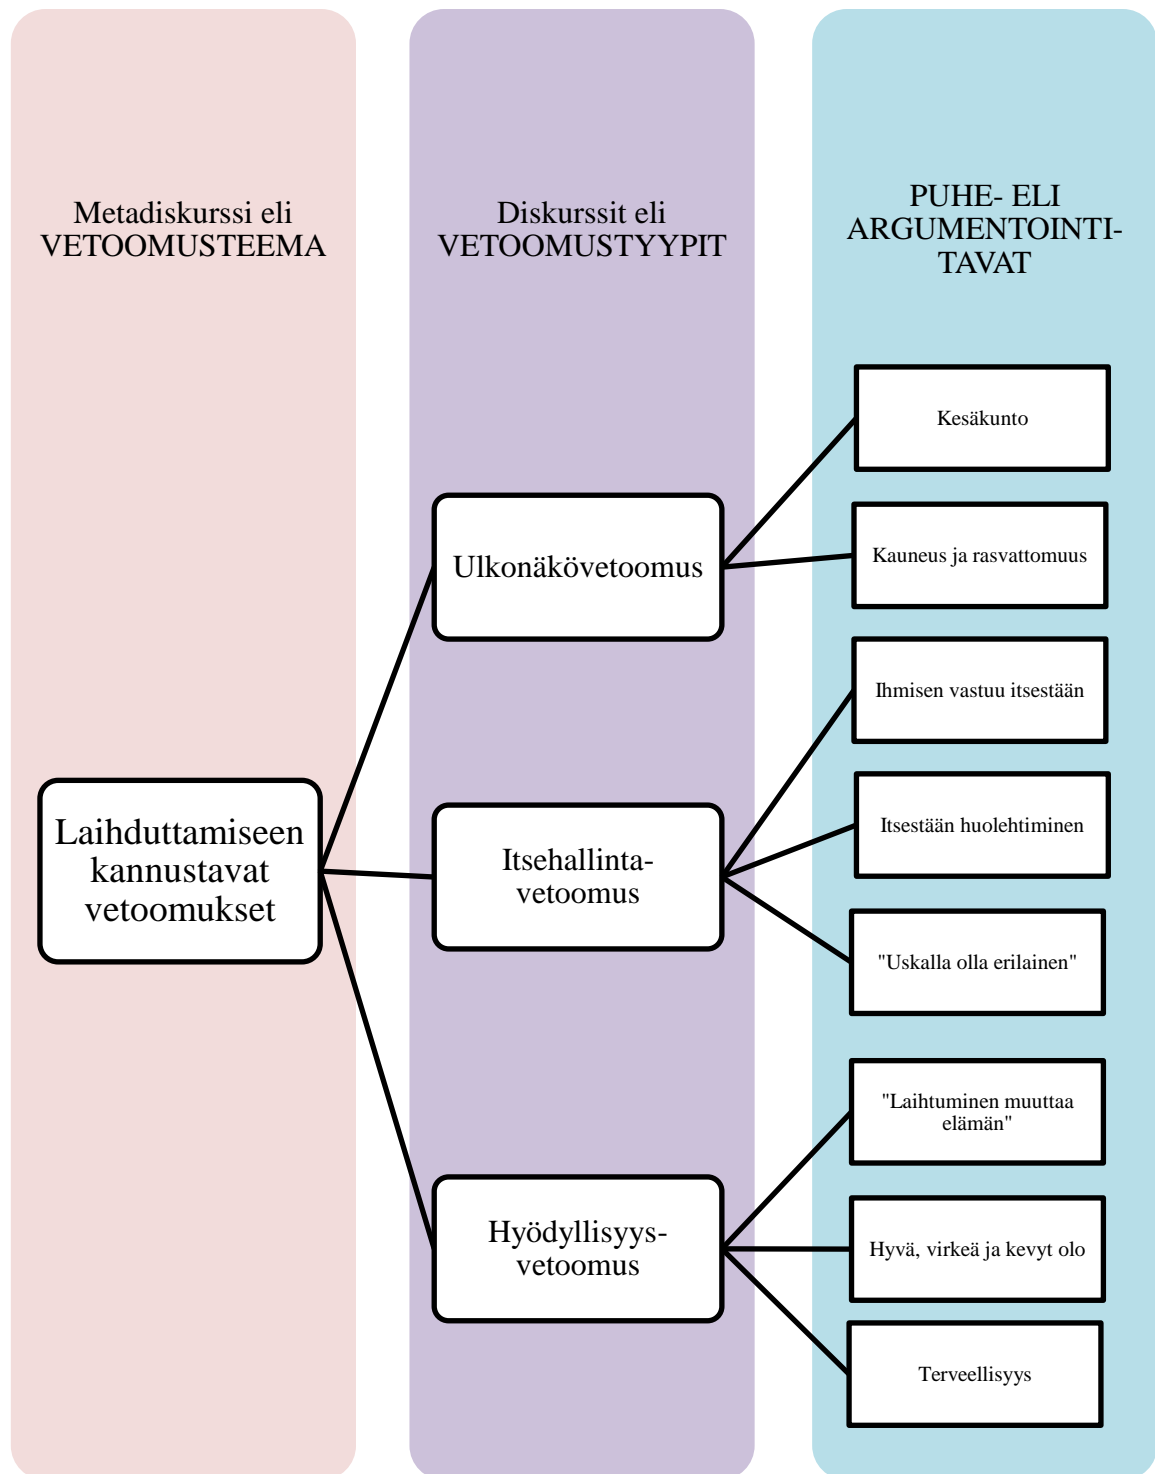 Metadiskurssi eli
VETOOMUSTEEMA
Diskurssit eli
VETOOMUSTYYPIT
PUHE- ELI
ARGUMENTOINTI-
TAVAT
Laihduttamiseen
kannustavat
vetoomukset
Ulkonäkövetoomus
Itsehallinta-
vetoomus
Hyödyllisyys-
vetoomus
Kesäkunto
Kauneus ja rasvattomuus
Ihmisen vastuu itsestään
Itsestään huolehtiminen
"Uskalla olla erilainen"
"Laihtuminen muuttaa
elämän"
Hyvä, virkeä ja kevyt olo
Terveellisyys